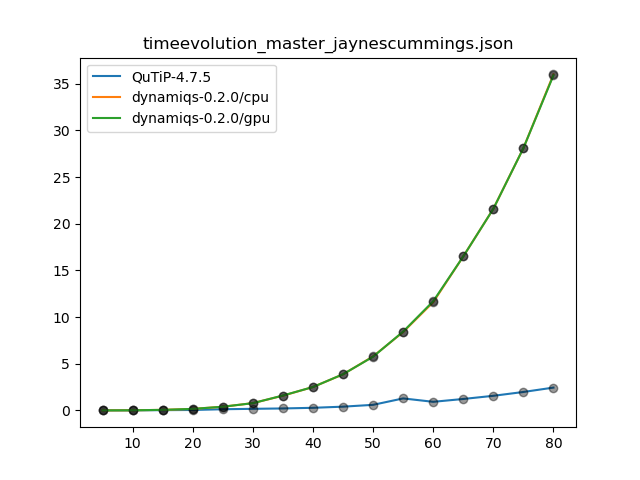 timeevolution_master_jaynescummings.json
QuTiP-4.7.5
dynamiqs-0.2.0/cpu
dynamiqs-0.2.0/gpu
35
30
25
20
15
10
5
0
10 20 30 40 50 60 70 80